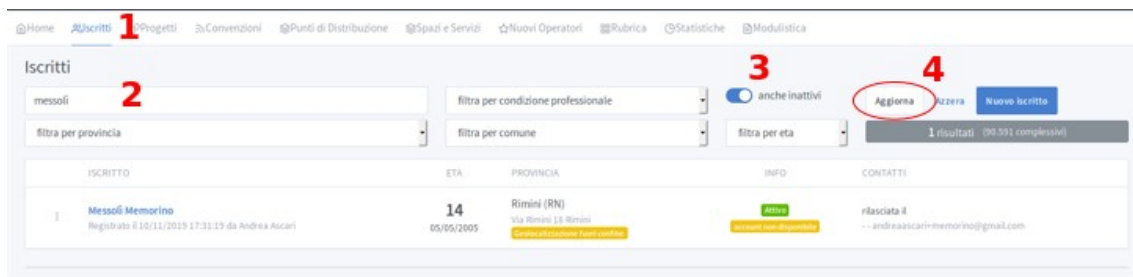 Home Iscritti 1 Progetti Convenzioni Punti di Distribuzione Spazi e Servizi Nuovi Operatori Rubrica Statistiche Modulistica
Iscritti
3 4
messoli 2 filtra per condizione professionale anche inattivi Aggiorna Azzera Nuovo iscritto
filtra per provincia filtra per comune filtra per eta 1 risultati (90.591 complessivi)
ISCRITTO ETA PROVINCIA INFO CONTATTI
Messoli Memorino 14 Rimini (RN) Attivo rilasciata il
Registrato il 10/11/2019 17:31:19 da Andrea Ascari 05/05/2005 Via Rimini 18 Rimini account non disponibile - - andreaascari+memorino@gmail.com
Geolocalizzazione fuori confine